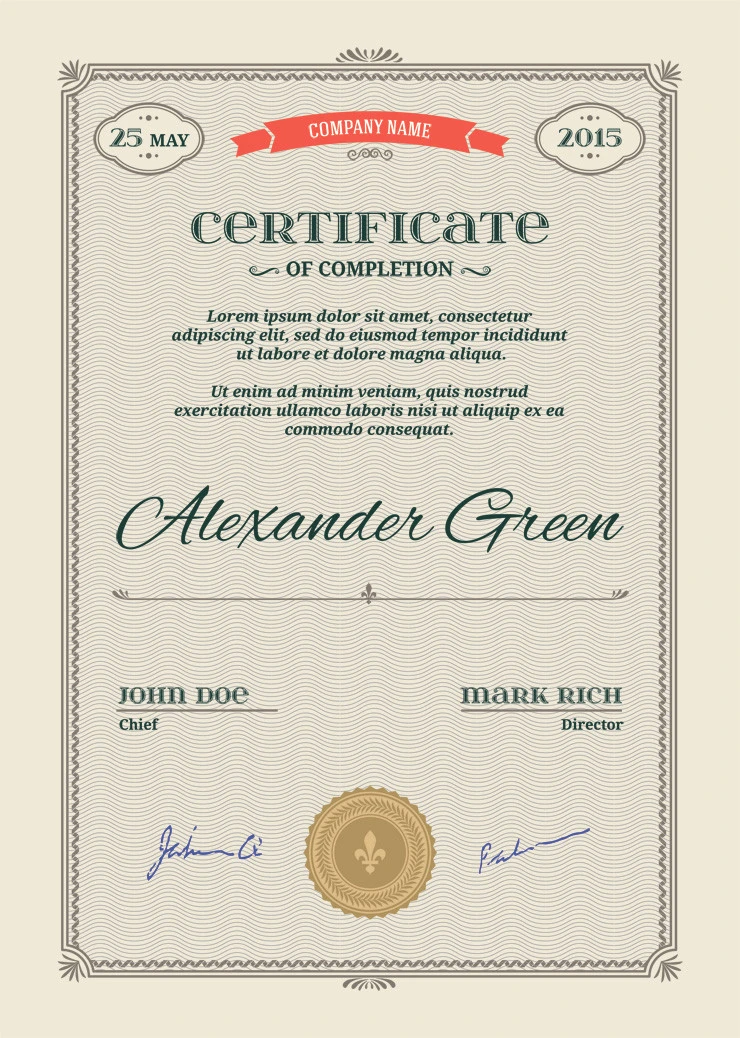 25 MAY
COMPANY NAME
2015
CERTIFICATE
OF COMPLETION
Lorem ipsum dolor sit amet, consectetur
adipiscing elit, sed do eiusmod tempor incididunt
ut labore et dolore magna aliqua.
Ut enim ad minim veniam, quis nostrud
exercitation ullamco laboris nisi ut aliquip ex ea
commodo consequat.
Alexander Green
JOHN DOE
MARK RICH
Chief
Director